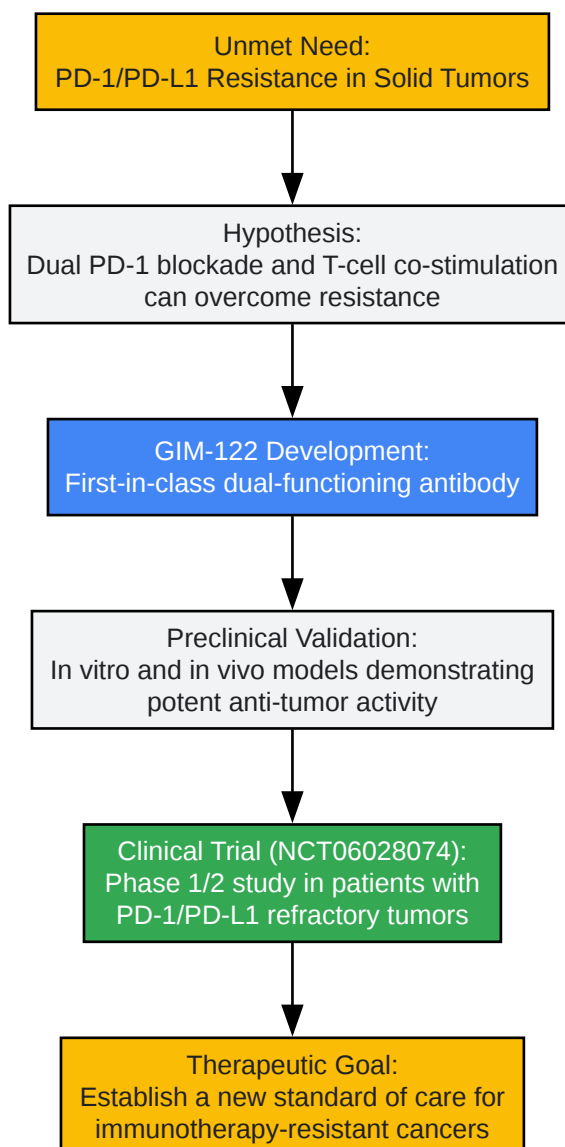 Unmet Need:
PD-1/PD-L1 Resistance in Solid Tumors
Hypothesis:
Dual PD-1 blockade and T-cell co-stimulation
can overcome resistance
GIM-122 Development:
First-in-class dual-functioning antibody
Preclinical Validation:
In vitro and in vivo models demonstrating
potent anti-tumor activity
Clinical Trial (NCT06028074):
Phase 1/2 study in patients with
PD-1/PD-L1 refractory tumors
Therapeutic Goal:
Establish a new standard of care for
immunotherapy-resistant cancers